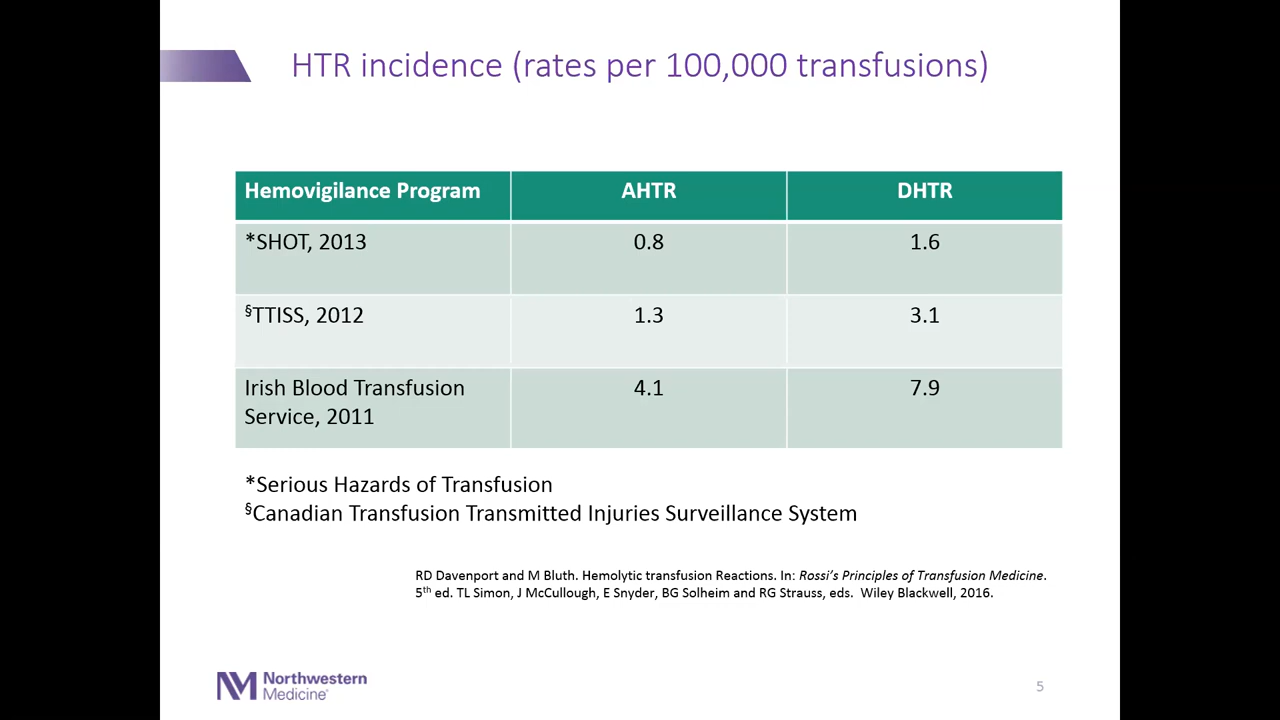 HTR incidence (rates per 100,000 transfusions)
Hemovigilance Program AHTR DHTR
*SHOT, 2013 0.8 1.6
§TTISS, 2012 1.3 3.1
Irish Blood Transfusion 4.1 7.9
Service, 2011
*Serious Hazards of Transfusion
§Canadian Transfusion Transmitted Injuries Surveillance System
RD Davenport and M Bluth. Hemolytic transfusion Reactions. In: Rossi’s Principles of Transfusion Medicine.
5th ed. TL Simon, J McCullough, E Snyder, BG Solheim and RG Strauss, eds. Wiley Blackwell, 2016.
NM Northwestern
Medicine®
5